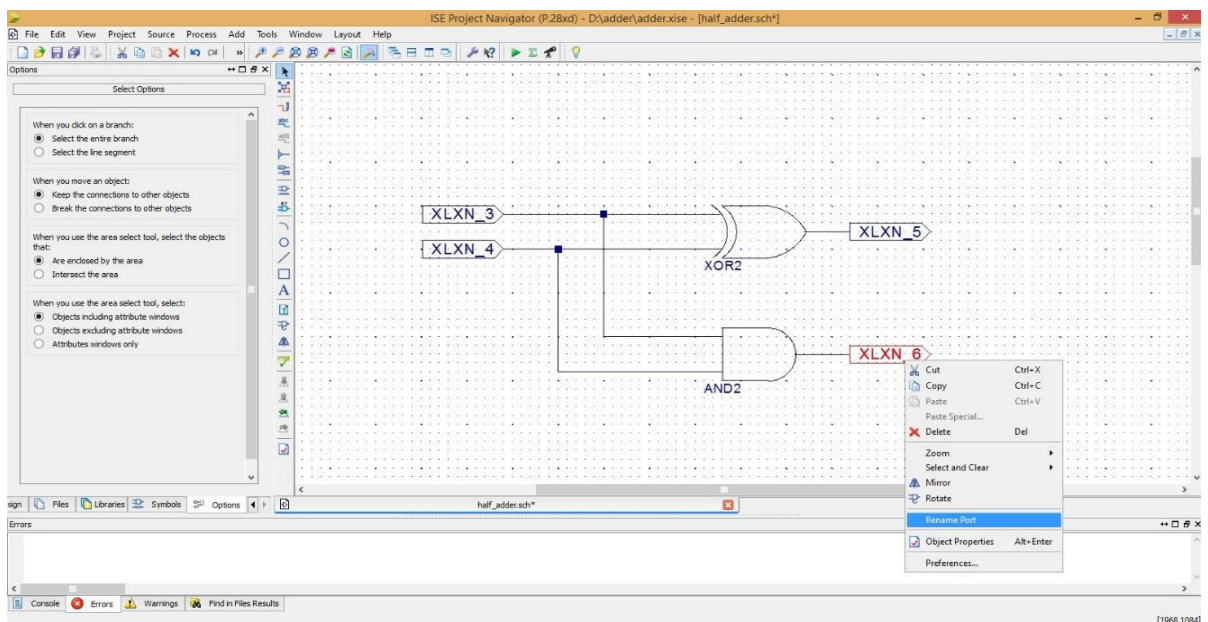 ISE Project Navigator (P.28xd) - D:\adder\adder.xise - [half_adder.sch*]
File Edit View Project Source Process Add Tools Window Layout Help
Options
Select Options
When you click on a branch:
Select the entire branch
Select the line segment
When you move an object:
Keep the connections to other objects
Break the connections to other objects
When you use the area select tool, select the objects
that:
Are enclosed by the area
Intersect the area
When you use the area select tool, select:
Objects including attribute windows
Objects excluding attribute windows
Attributes windows only
XLXN_3
XLXN_4
XLXN_5
XOR2
XLXN_6
AND2
Cut Ctrl+X
Copy Ctrl+C
Paste Ctrl+V
Paste Special...
Delete Del
Zoom
Select and Clear
Mirror
Rotate
Rename Port
Object Properties Alt+Enter
Preferences...
sign Files Libraries Symbols Options
half_adder.sch*
Errors
Console Errors Warnings Find in Files Results
[1968,1084]